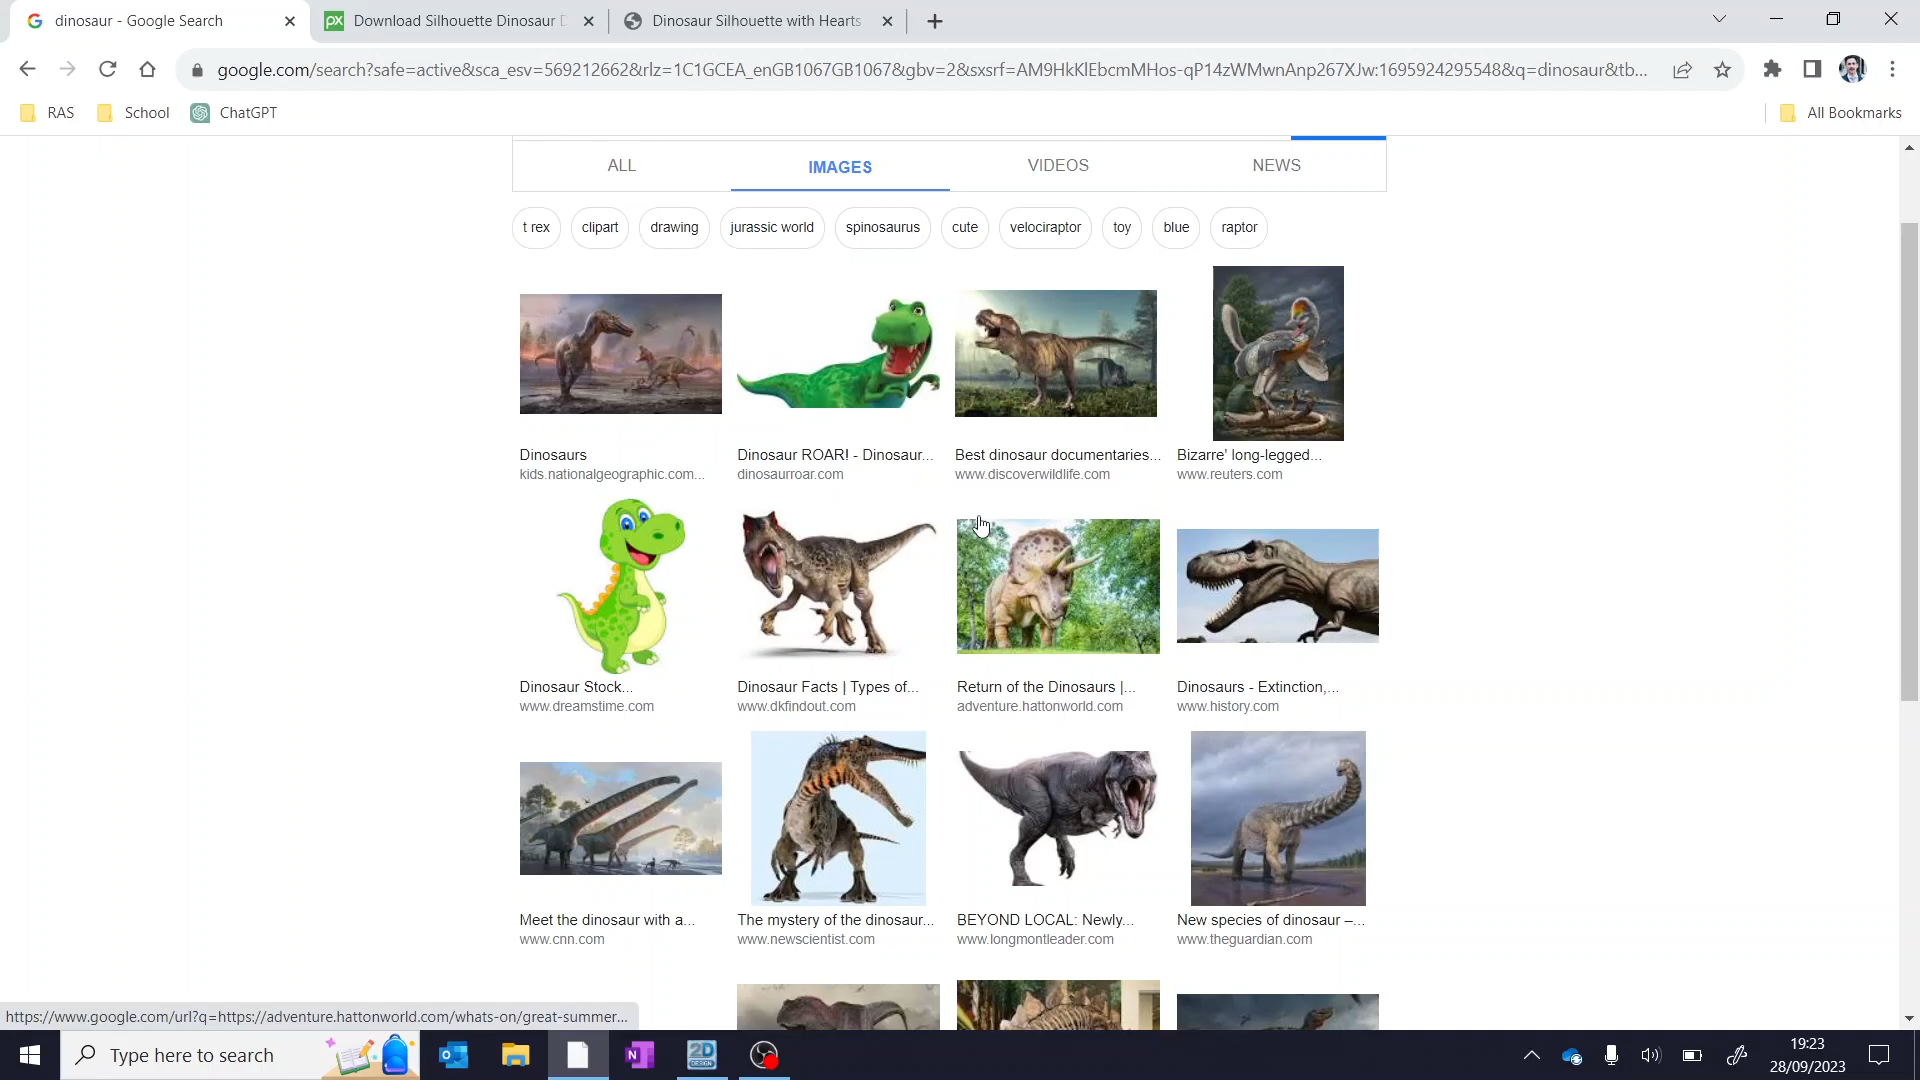 dinosaur - Google Search
Download Silhouette Dinosaur D
Dinosaur Silhouette with Hearts
google.com/search?safe=active&sca_esv=569212662&rlz=1C1GCEA_enGB1067GB1067&gbv=2&sxsrf=AM9HkKlEbcmMHos-qP14zWMwnAnp267XJw:1695924295548&q=dinosaur&tb...
RAS
School
ChatGPT
All Bookmarks
ALL
IMAGES
VIDEOS
NEWS
t rex
clipart
drawing
jurassic world
spinosaurus
cute
velociraptor
toy
blue
raptor
Dinosaurs
kids.nationalgeographic.com...
Dinosaur ROAR! - Dinosaur...
dinosaurroar.com
Best dinosaur documentaries...
www.discoverwildlife.com
Bizarre' long-legged...
www.reuters.com
Dinosaur Stock...
www.dreamstime.com
Dinosaur Facts | Types of...
www.dkfindout.com
Return of the Dinosaurs |...
adventure.hattonworld.com
Dinosaurs - Extinction,...
www.history.com
Meet the dinosaur with a...
www.cnn.com
The mystery of the dinosaur...
www.newscientist.com
BEYOND LOCAL: Newly...
www.longmontleader.com
New species of dinosaur –...
www.theguardian.com
https://www.google.com/url?q=https://adventure.hattonworld.com/whats-on/great-summer...
Type here to search
2D
DESIGN
19:23
28/09/2023